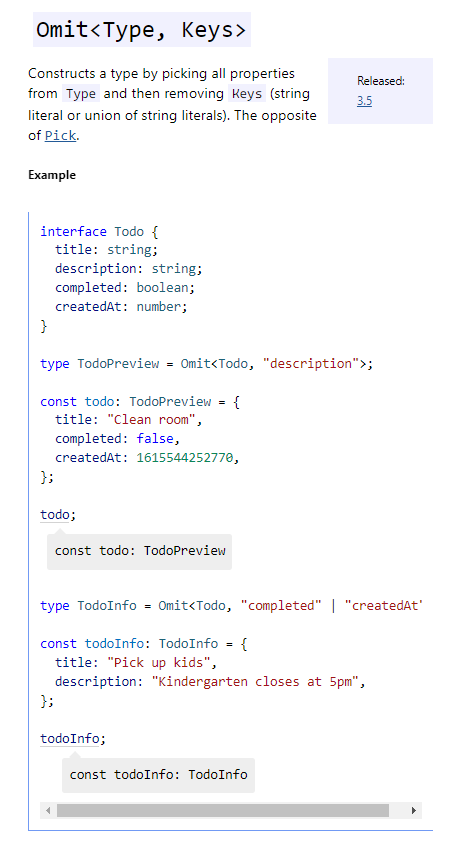 Omit<Type, Keys>
Constructs a type by picking all properties
from Type and then removing Keys (string
literal or union of string literals). The opposite
of Pick.
Released:
3.5
Example
interface Todo {
  title: string;
  description: string;
  completed: boolean;
  createdAt: number;
}
type TodoPreview = Omit<Todo, "description">;
const todo: TodoPreview = {
  title: "Clean room",
  completed: false,
  createdAt: 1615544252770,
};
todo;
const todo: TodoPreview
type TodoInfo = Omit<Todo, "completed" | "createdAt"
const todoInfo: TodoInfo = {
  title: "Pick up kids",
  description: "Kindergarten closes at 5pm",
};
todoInfo;
const todoInfo: TodoInfo